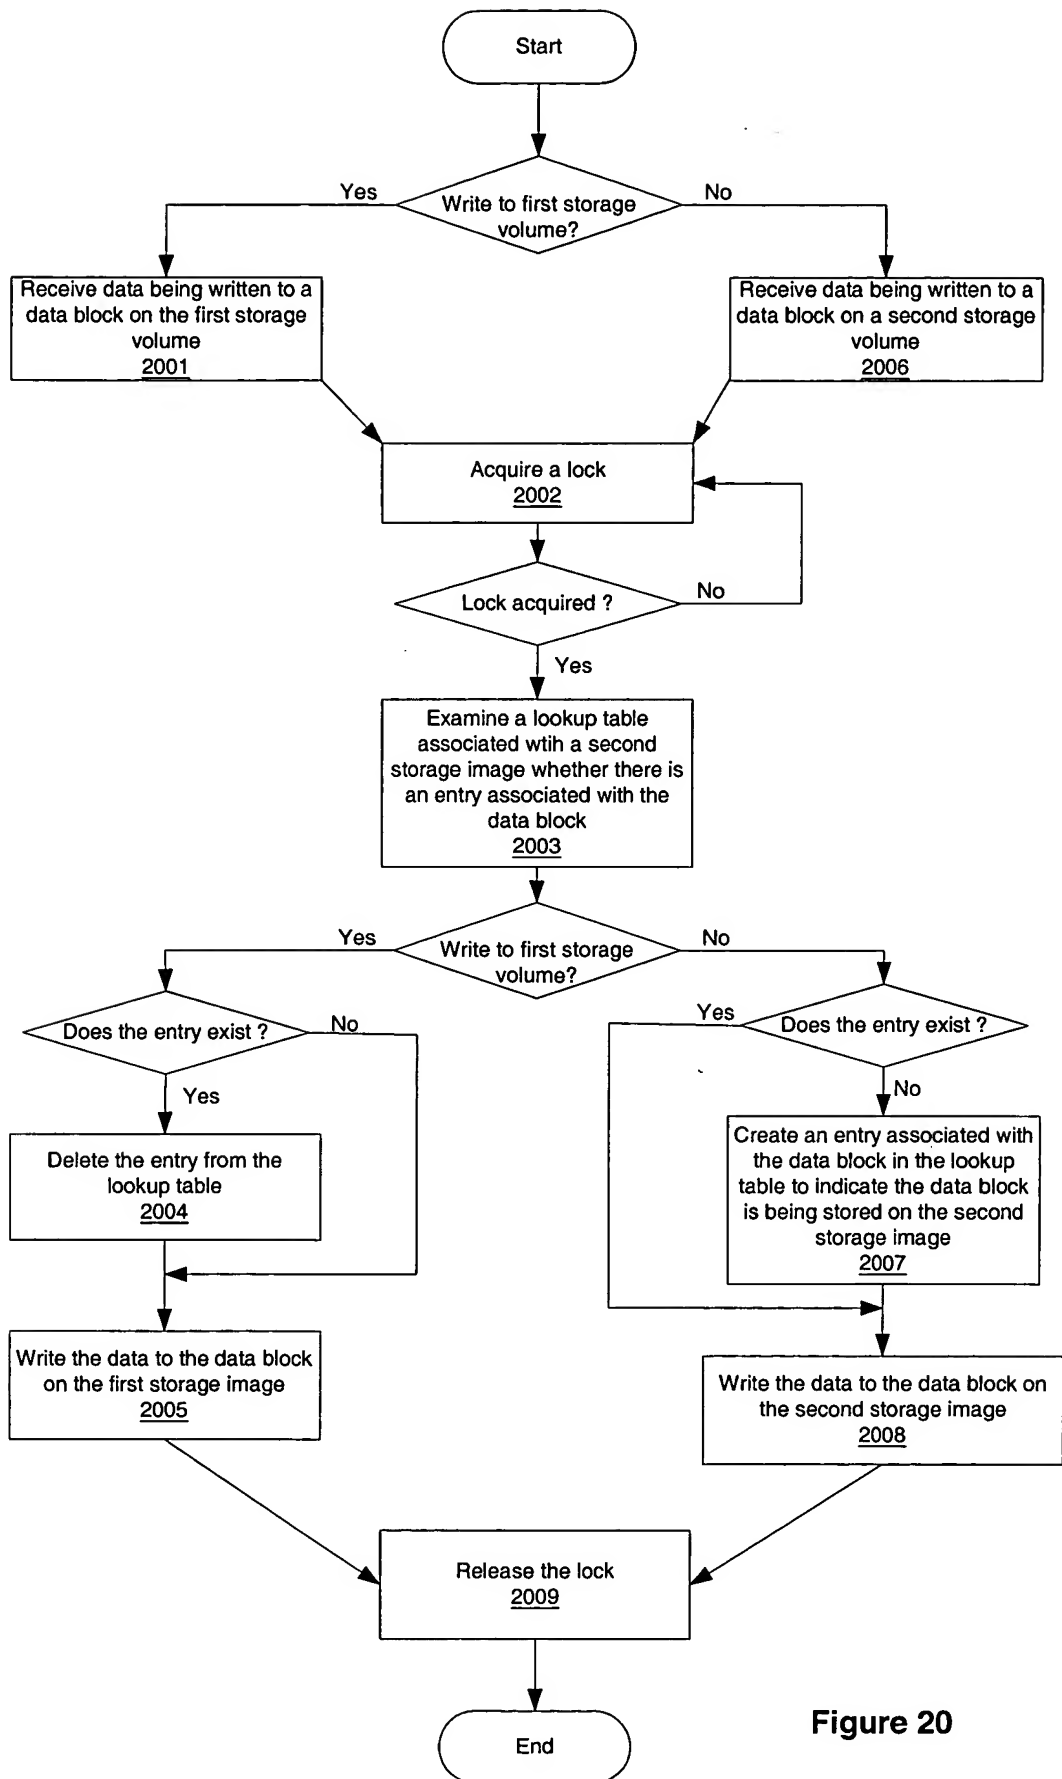 Start
Write to first storage
volume?
Yes
No
Receive data being written to a
data block on the first storage
volume
2001
Receive data being written to a
data block on a second storage
volume
2006
Acquire a lock
2002
Lock acquired ?
No
Yes
Examine a lookup table
associated wtih a second
storage image whether there is
an entry associated with the
data block
2003
Write to first storage
volume?
Yes
No
Does the entry exist ?
No
Yes
Does the entry exist ?
Yes
No
Delete the entry from the
lookup table
2004
Create an entry associated with
the data block in the lookup
table to indicate the data block
is being stored on the second
storage image
2007
Write the data to the data block
on the first storage image
2005
Write the data to the data block on
the second storage image
2008
Release the lock
2009
End
Figure 20